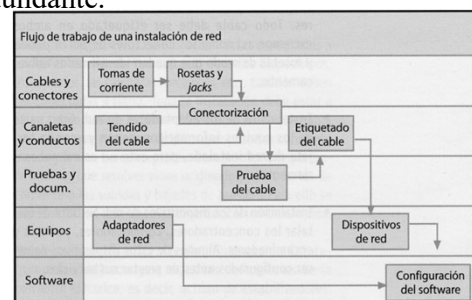 undante.
Flujo de trabajo de una instalación de red
Cables y
conectores
Tomas de
corriente
Rosetas y
jacks
Conectorización
Canaletas
y conductos
Tendido
del cable
Etiquetado
del cable
Pruebas y
docum.
Prueba
del cable
Equipos
Adaptadores
de red
Dispositivos
de red
Software
Configuración
del software